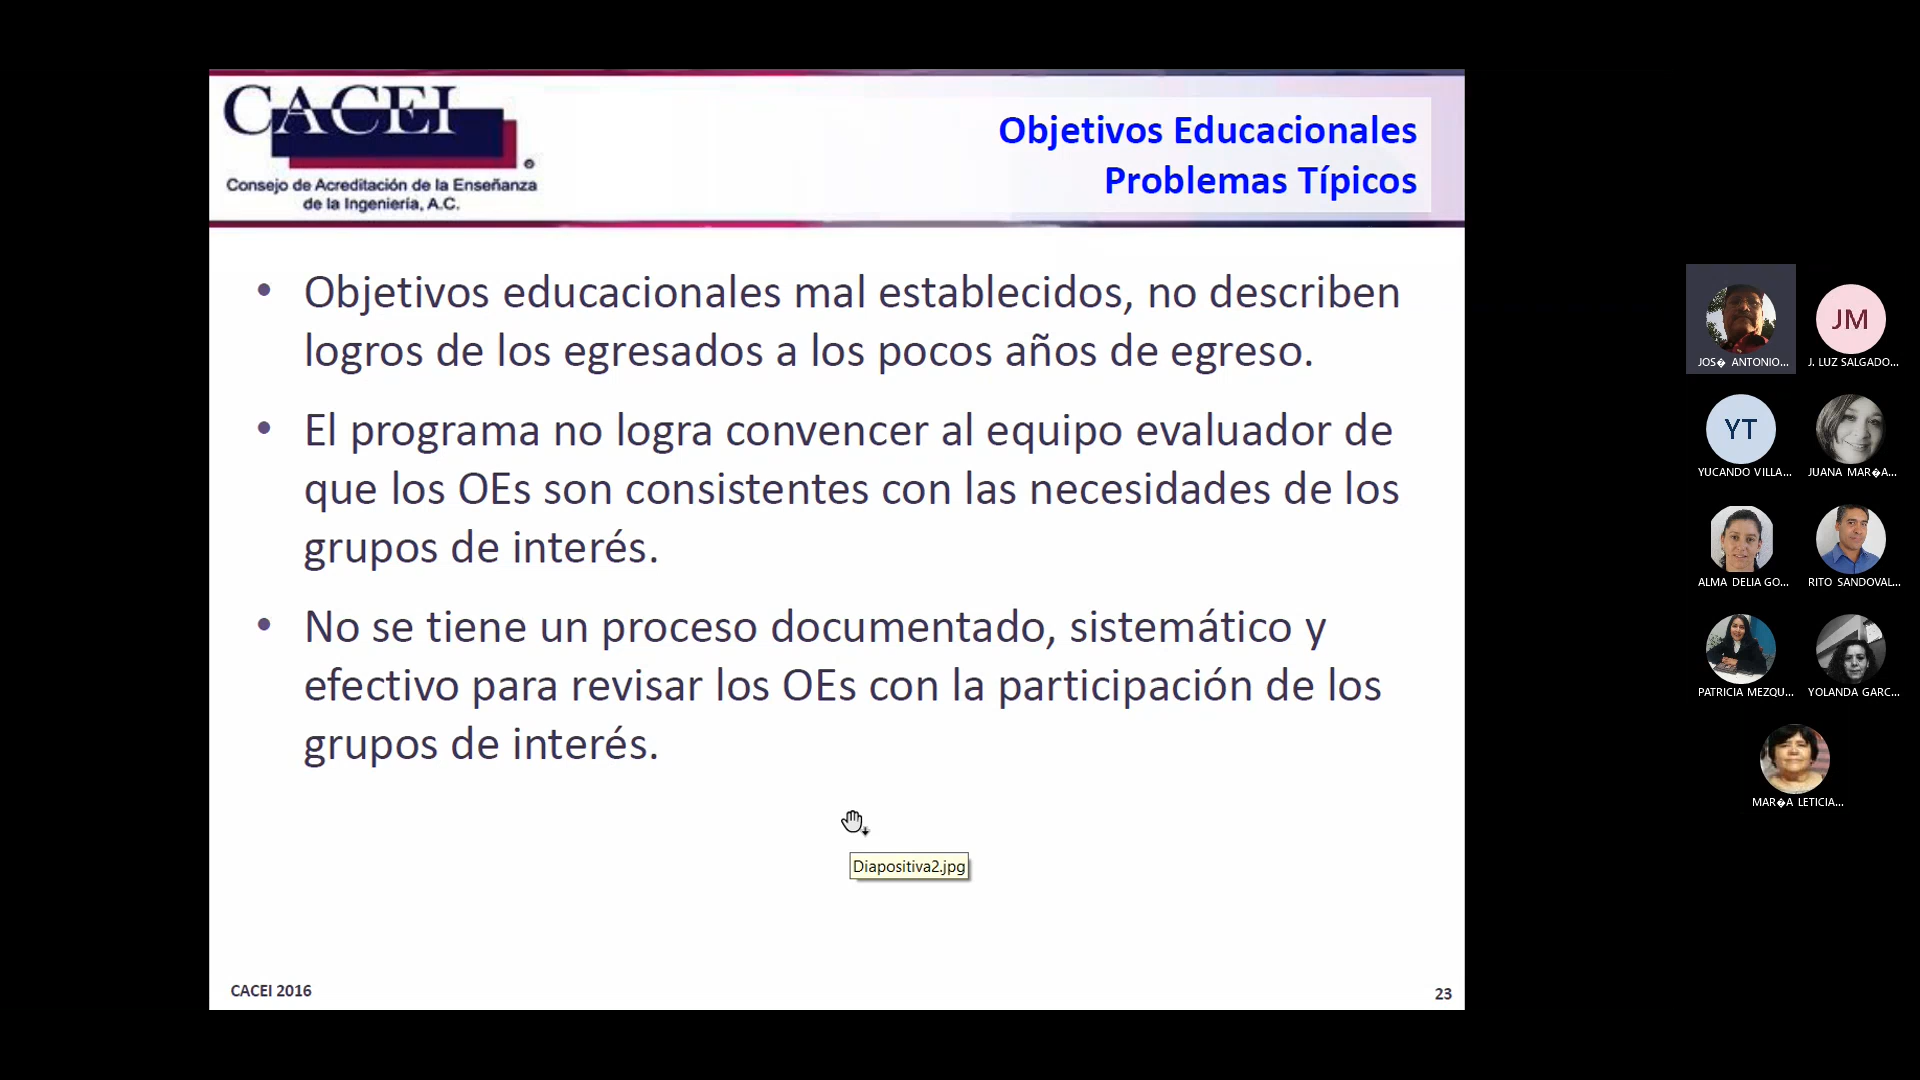 CACEI
Consejo de Acreditación de la Enseñanza
de la Ingeniería, A.C.
Objetivos Educacionales
Problemas Típicos
• Objetivos educacionales mal establecidos, no describen
logros de los egresados a los pocos años de egreso.
• El programa no logra convencer al equipo evaluador de
que los OEs son consistentes con las necesidades de los
grupos de interés.
• No se tiene un proceso documentado, sistemático y
efectivo para revisar los OEs con la participación de los
grupos de interés.
Diapositiva2.jpg
CACEI 2016
23
JOS� ANTONIO...
JM
J. LUZ SALGADO...
YT
YUCANDO VILLA...
JUANA MAR�A...
ALMA DELIA GO...
RITO SANDOVAL...
PATRICIA MEZQU...
YOLANDA GARC...
MAR�A LETICIA...